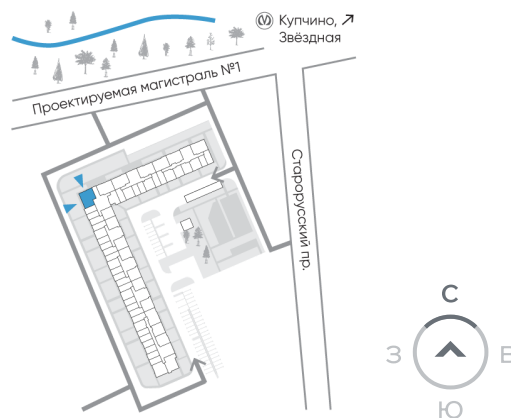 Купчино,
Звёздная
Проектируемая магистраль №1
Старорусский пр.
С
З
В
Ю